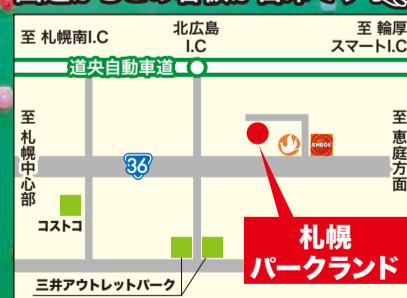 至 札幌南I.C
北広島
I.C
至 輪厚
スマートI.C
道央自動車道
至 札幌中心部
至 恵庭方面
36
ENEOS
コストコ
札幌
パークランド
三井アウトレットパーク